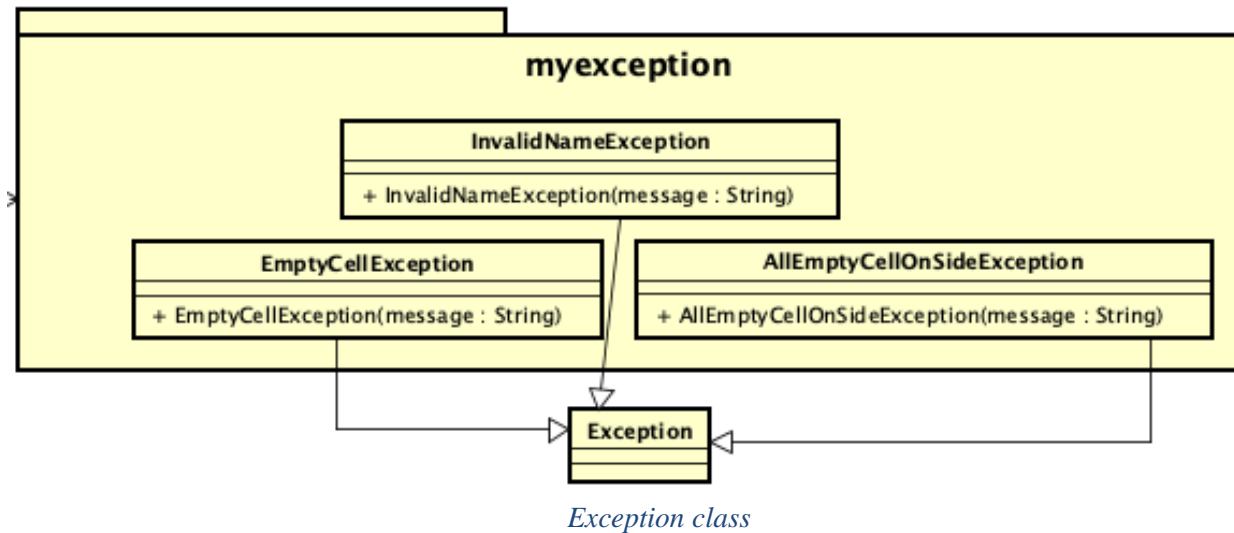 myexception
InvalidNameException
+ InvalidNameException(message : String)
EmptyCellException
+ EmptyCellException(message : String)
AllEmptyCellOnSideException
+ AllEmptyCellOnSideException(message : String)
Exception
Exception class